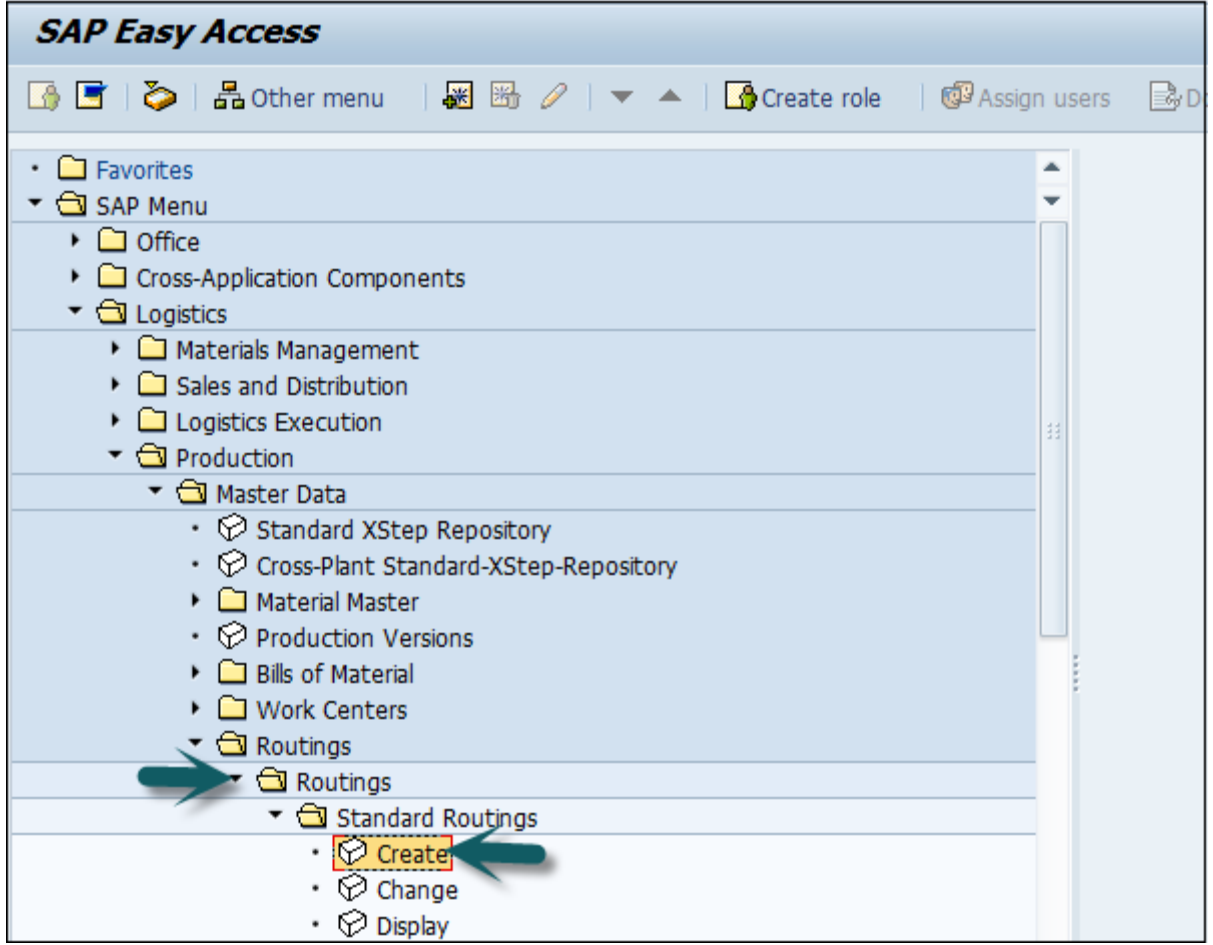 SAP Easy Access
Other menu Create role Assign users
Favorites
SAP Menu
Office
Cross-Application Components
Logistics
Materials Management
Sales and Distribution
Logistics Execution
Production
Master Data
Standard XStep Repository
Cross-Plant Standard-XStep-Repository
Material Master
Production Versions
Bills of Material
Work Centers
Routings
Routings
Standard Routings
Create
Change
Display